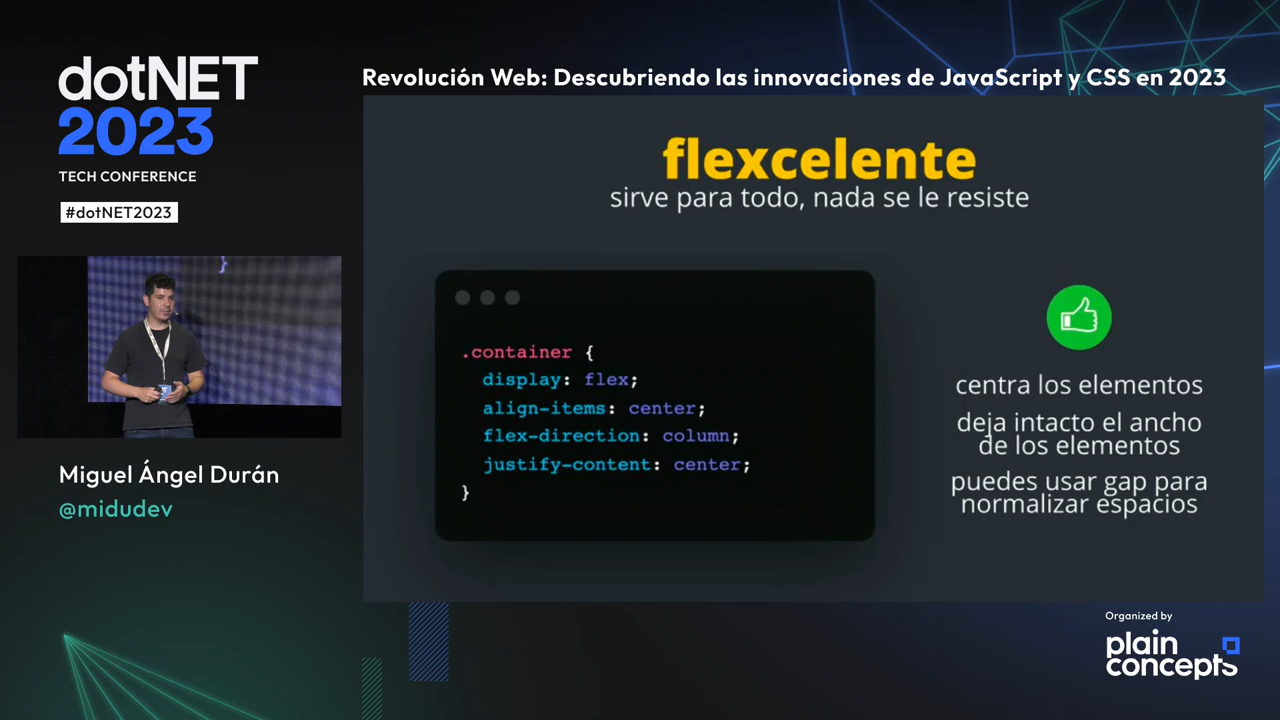 dotNET
2023
TECH CONFERENCE
#dotNET2023
Revolución Web: Descubriendo las innovaciones de JavaScript y CSS en 2023
flexcelente
sirve para todo, nada se le resiste
.container {
display: flex;
align-items: center;
flex-direction: column;
justify-content: center;
}
centra los elementos
deja intacto el ancho
de los elementos
puedes usar gap para
normalizar espacios
}
Miguel Ángel Durán
@midudev
Organized by
plain
concepts